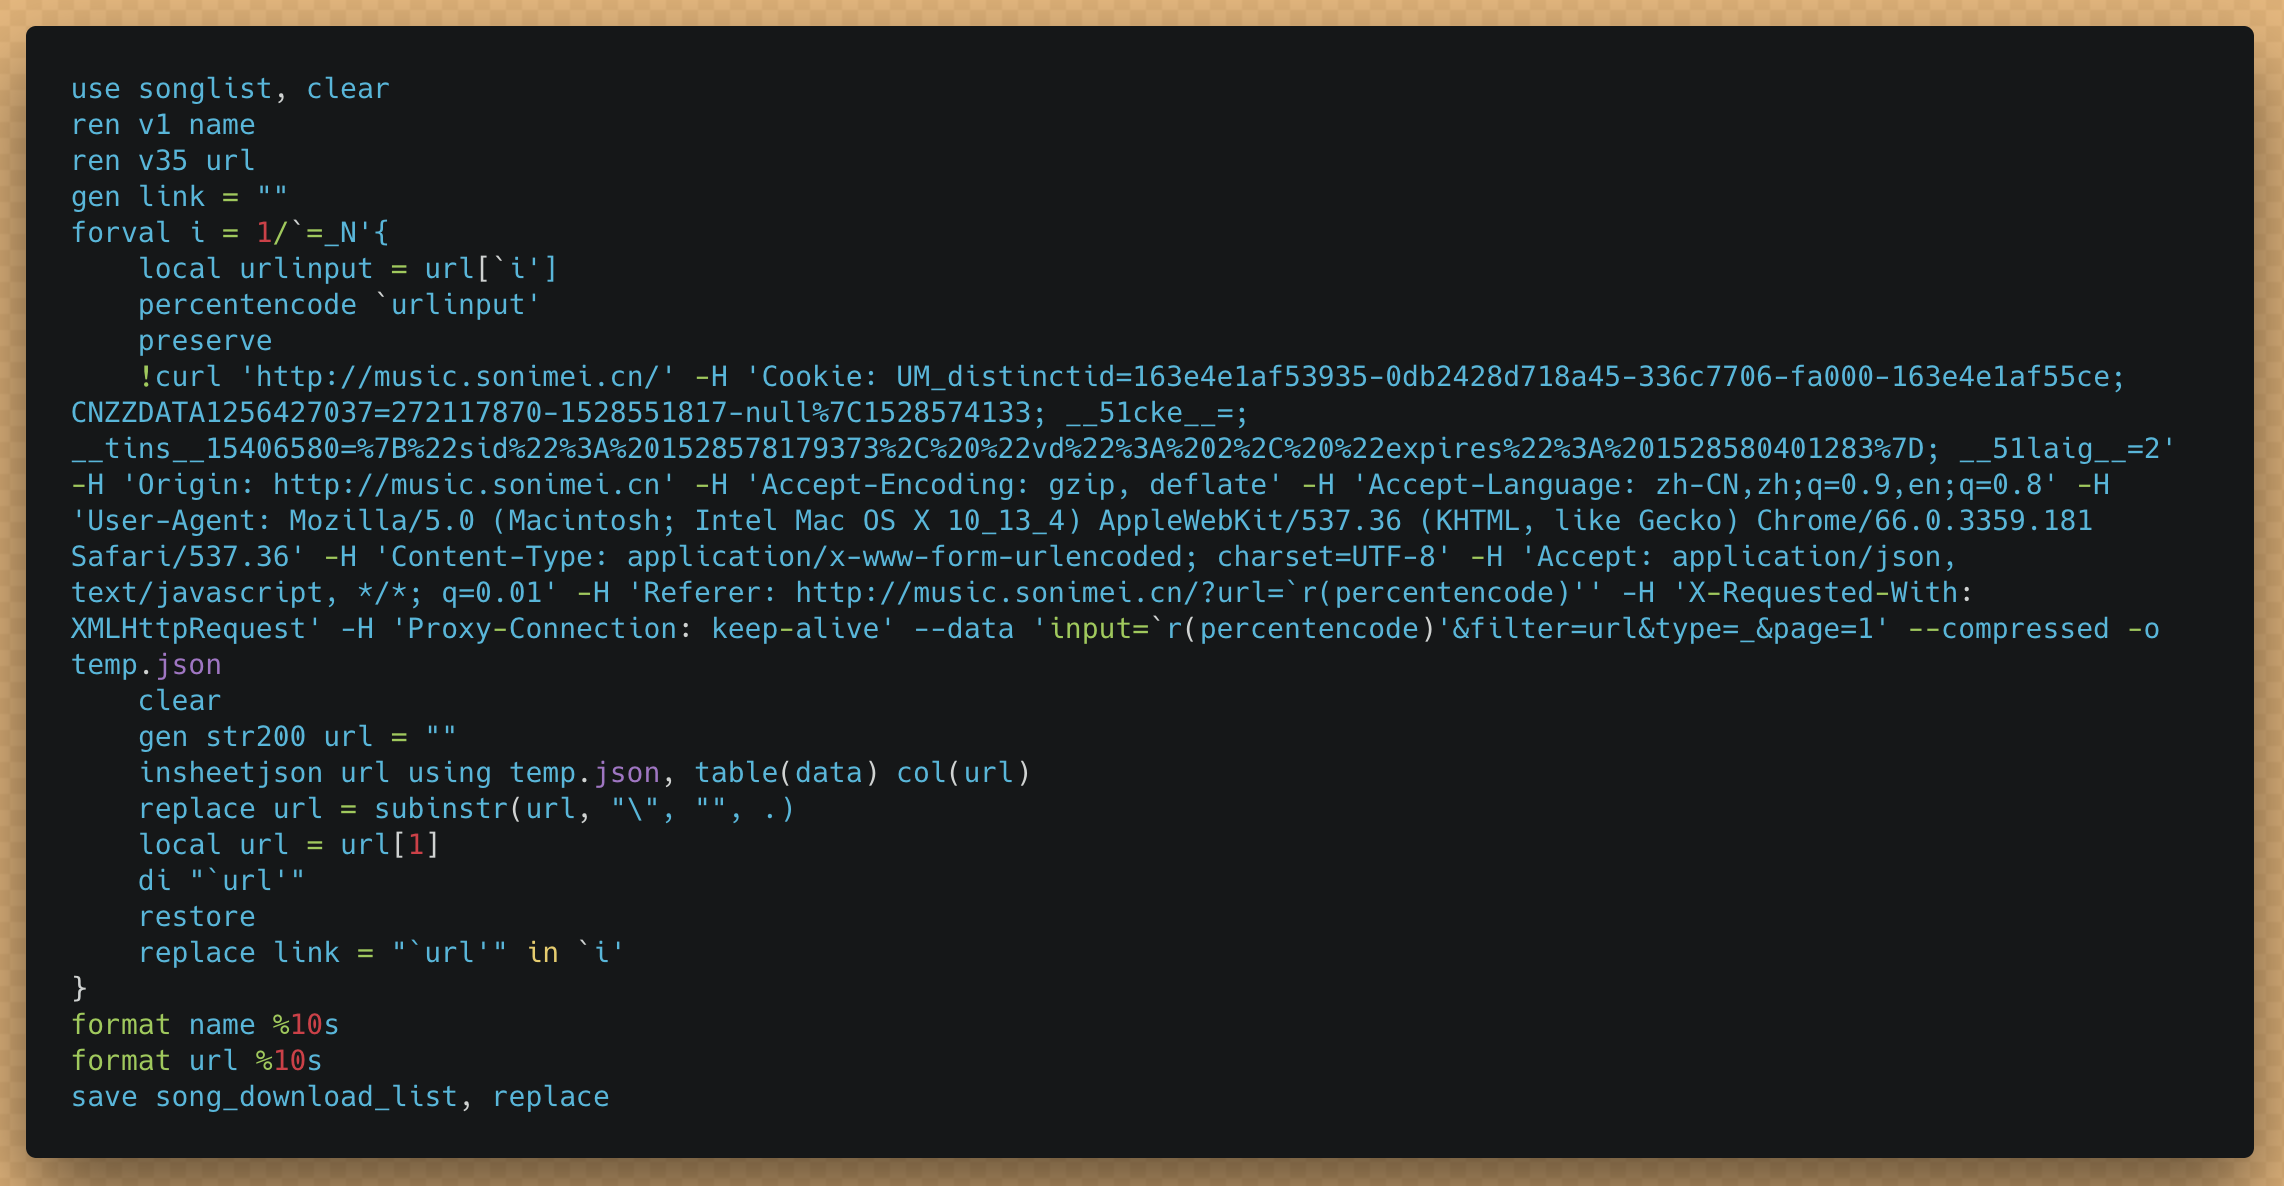 use songlist, clear
ren v1 name
ren v35 url
gen link = ""
forval i = 1/`=_N'{
    local urlinput = url[`i']
    percentencode `urlinput'
    preserve
    !curl 'http://music.sonimei.cn/' -H 'Cookie: UM_distinctid=163e4e1af53935-0db2428d718a45-336c7706-fa000-163e4e1af55ce;
CNZZDATA1256427037=272117870-1528551817-null%7C1528574133; __51cke__=;
__tins__15406580=%7B%22sid%22%3A%201528578179373%2C%20%22vd%22%3A%202%2C%20%22expires%22%3A%201528580401283%7D; __51laig__=2'
-H 'Origin: http://music.sonimei.cn' -H 'Accept-Encoding: gzip, deflate' -H 'Accept-Language: zh-CN,zh;q=0.9,en;q=0.8' -H
'User-Agent: Mozilla/5.0 (Macintosh; Intel Mac OS X 10_13_4) AppleWebKit/537.36 (KHTML, like Gecko) Chrome/66.0.3359.181
Safari/537.36' -H 'Content-Type: application/x-www-form-urlencoded; charset=UTF-8' -H 'Accept: application/json,
text/javascript, */*; q=0.01' -H 'Referer: http://music.sonimei.cn/?url=`r(percentencode)'' -H 'X-Requested-With:
XMLHttpRequest' -H 'Proxy-Connection: keep-alive' --data 'input=`r(percentencode)'&filter=url&type=_&page=1' --compressed -o
temp.json
    clear
    gen str200 url = ""
    insheetjson url using temp.json, table(data) col(url)
    replace url = subinstr(url, "\", "", .)
    local url = url[1]
    di "`url'"
    restore
    replace link = "`url'" in `i'
}
format name %10s
format url %10s
save song_download_list, replace